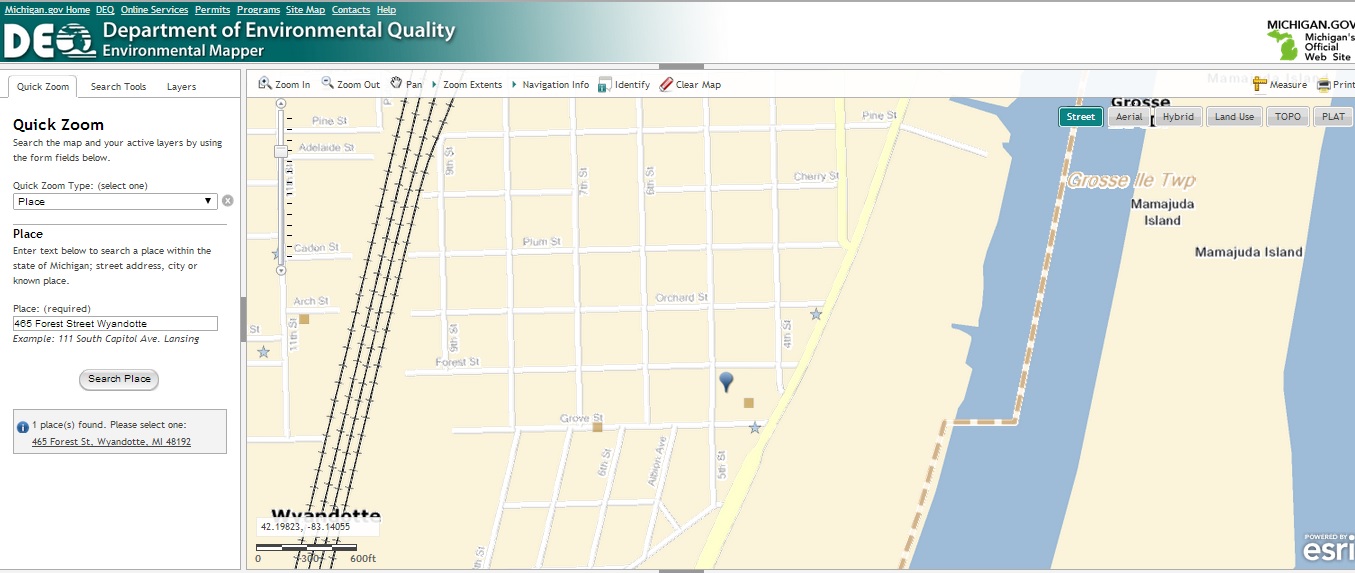 Michigan.gov Home DEQ Online Services Permits Programs Site Map Contacts Help
DEQ
Department of Environmental Quality
Environmental Mapper
MICHIGAN.GOV
Michigan's
Official
Web Site
Quick Zoom Search Tools Layers
Zoom In Zoom Out Pan Zoom Extents Navigation Info Identify Clear Map
Measure Print
Quick Zoom
Search the map and your active layers by using
the form fields below.
Quick Zoom Type: (select one)
Place
Place
Enter text below to search a place within the
state of Michigan; street address, city or
known place.
Place: (required)
465 Forest Street Wyandotte
Example: 111 South Capitol Ave. Lansing
Search Place
1 place(s) found. Please select one:
465 Forest St, Wyandotte, MI 48192
Mamajuda Island
Grosse
Street Aerial Hybrid Land Use TOPO PLAT
Pine St
Pine St
Adelaide St
9th St
11th St
7th St
6th St
Cherry St
Grosse Ile Twp
Mamajuda
Island
Mamajuda Island
Plum St
Cadon St
Arch St
Orchard St
St
11th St
9th St
4th St
Forest St
Grove St
6th St
Albion Ave
5th St
th St
Wyandotte
42.19823, -83.14055
0 300 600ft
POWERED BY
esri